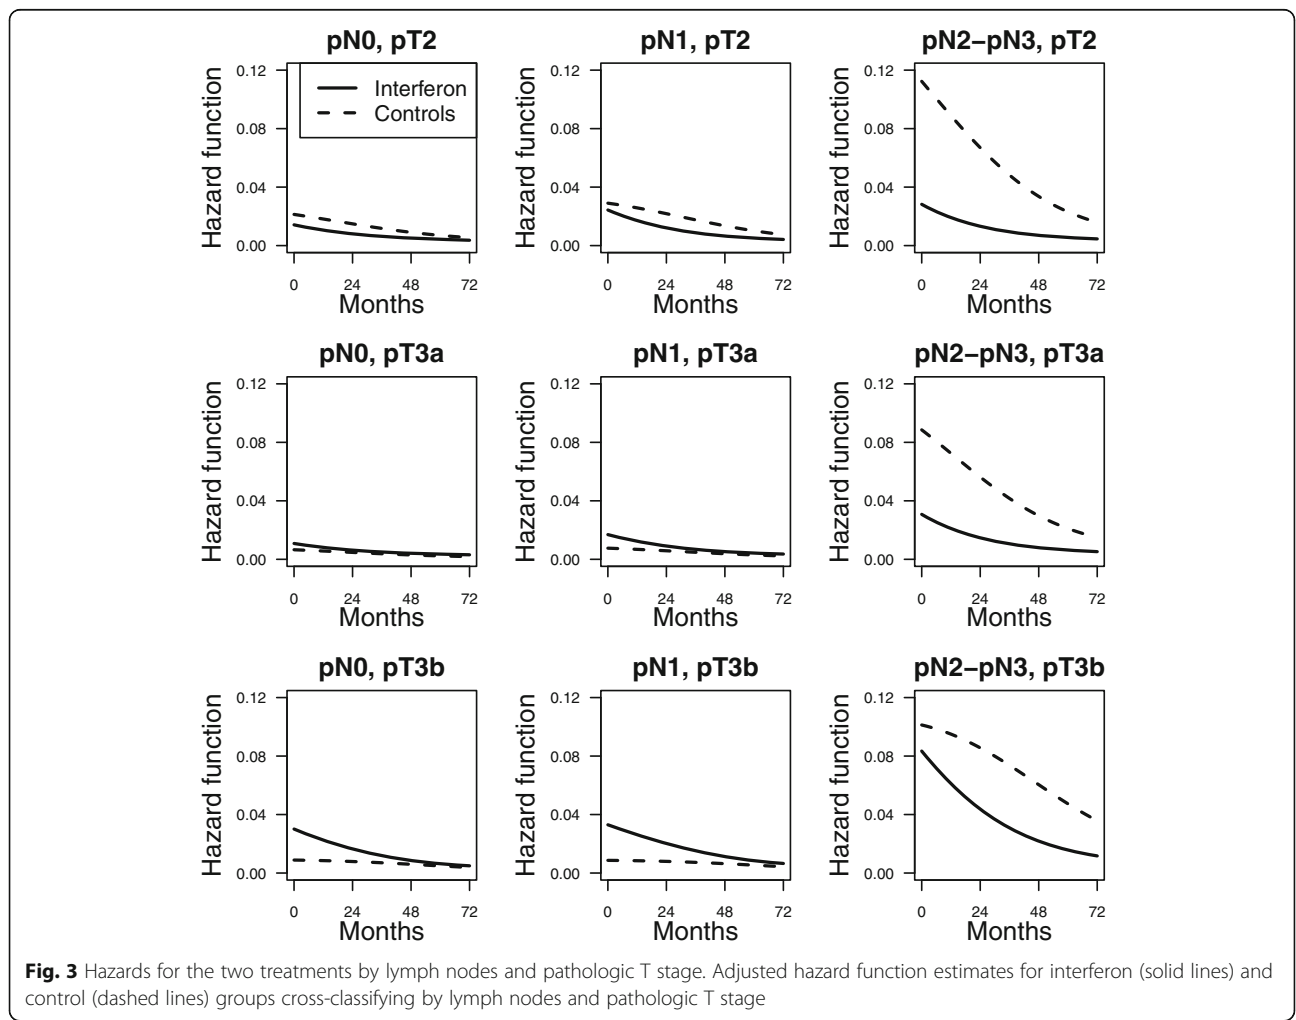 pN0, pT2
Hazard function
0.12
0.08
0.04
0.00
Interferon
Controls
0 24 48 72
Months
pN1, pT2
Hazard function
0.12
0.08
0.04
0.00
0 24 48 72
Months
pN2−pN3, pT2
Hazard function
0.12
0.08
0.04
0.00
0 24 48 72
Months
pN0, pT3a
Hazard function
0.12
0.08
0.04
0.00
0 24 48 72
Months
pN1, pT3a
Hazard function
0.12
0.08
0.04
0.00
0 24 48 72
Months
pN2−pN3, pT3a
Hazard function
0.12
0.08
0.04
0.00
0 24 48 72
Months
pN0, pT3b
Hazard function
0.12
0.08
0.04
0.00
0 24 48 72
Months
pN1, pT3b
Hazard function
0.12
0.08
0.04
0.00
0 24 48 72
Months
pN2−pN3, pT3b
Hazard function
0.12
0.08
0.04
0.00
0 24 48 72
Months
Fig. 3 Hazards for the two treatments by lymph nodes and pathologic T stage. Adjusted hazard function estimates for interferon (solid lines) and
control (dashed lines) groups cross-classifying by lymph nodes and pathologic T stage